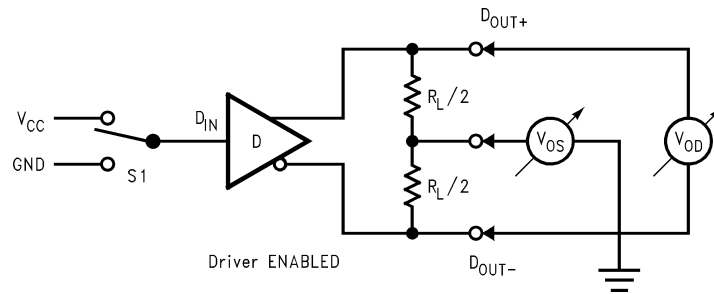 DOUT+
VCC
DIN
RL/2
D
VOS
VOD
GND
S1
RL/2
Driver ENABLED
DOUT-